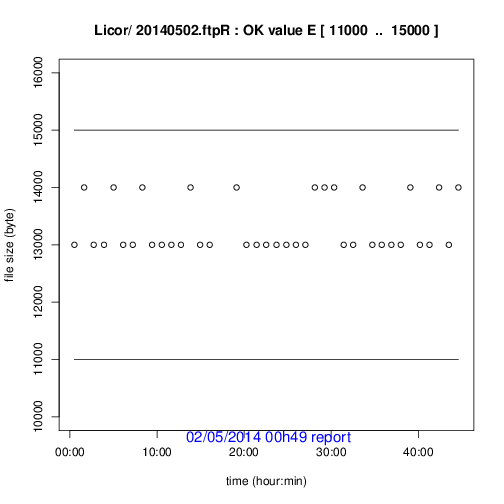 Licor/ 20140502.ftpR : OK value E [ 11000 .. 15000 ]
16000
15000
14000
13000
12000
11000
10000
file size (byte)
02/05/2014 00h49 report
00:00 10:00 20:00 30:00 40:00
time (hour:min)